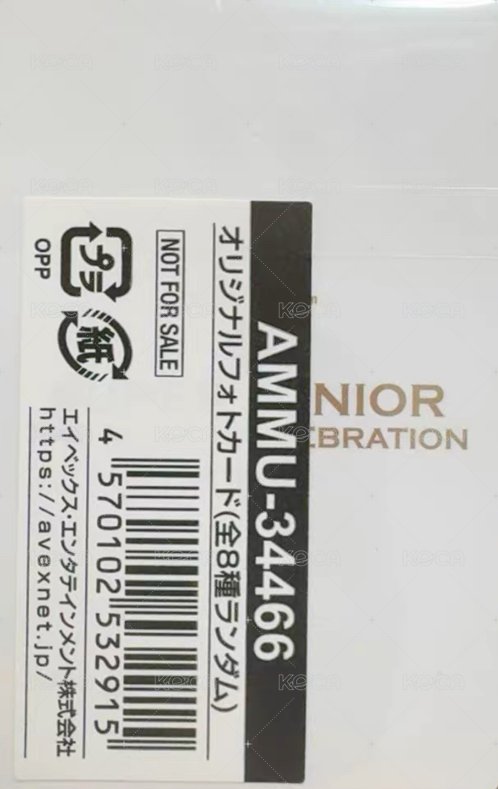 AMMU-34466
オリジナルフォトカード(全8種ランダム)
NOT FOR SALE
プラ
紙
OPP
4 570102 532915
エイベックス・エンタテインメント株式会社
https://avexnet.jp/
NIOR
EBRATION
KOCA